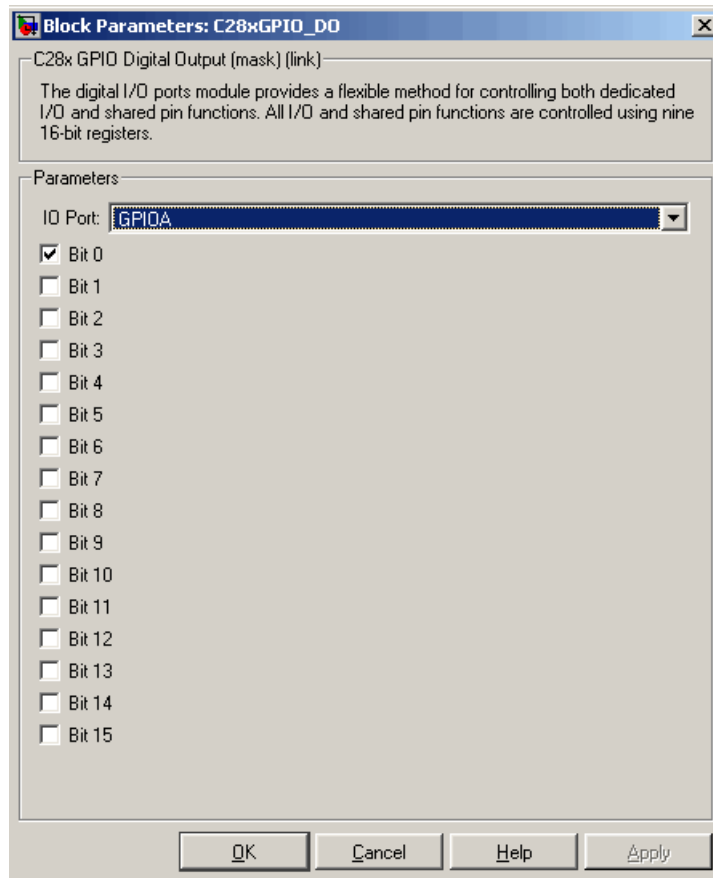 Block Parameters: C28xGPIO_DO
C28x GPIO Digital Output (mask) (link)
The digital I/O ports module provides a flexible method for controlling both dedicated
I/O and shared pin functions. All I/O and shared pin functions are controlled using nine
16-bit registers.
Parameters
IO Port: GPIOA
Bit 0
Bit 1
Bit 2
Bit 3
Bit 4
Bit 5
Bit 6
Bit 7
Bit 8
Bit 9
Bit 10
Bit 11
Bit 12
Bit 13
Bit 14
Bit 15
OK Cancel Help Apply